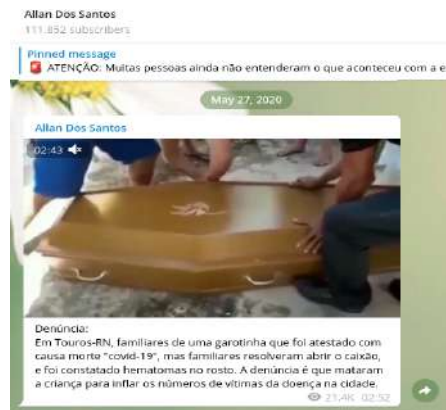 Allan Dos Santos
111.852 subscribers
Pinned message
🚨 ATENÇÃO: Muitas pessoas ainda não entenderam o que aconteceu com a e
May 27, 2020
Allan Dos Santos
02:43
Denúncia:
Em Touros-RN, familiares de uma garotinha que foi atestado com
causa morte "covid-19", mas familiares resolveram abrir o caixão,
e foi constatado hematomas no rosto. A denúncia é que mataram
a criança para inflar os números de vítimas da doença na cidade.
21,4K 02:52